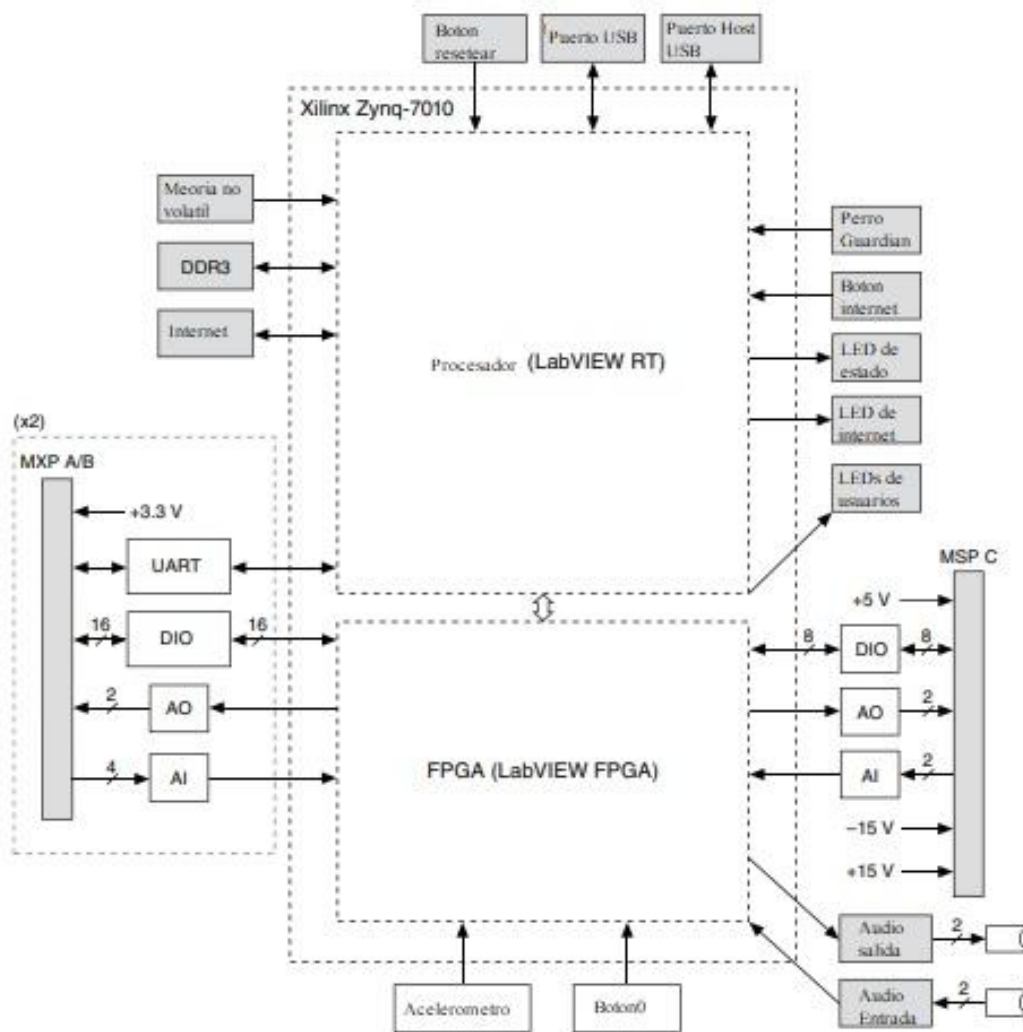 Boton
resetear
Puerto USB
Puerto Host
USB
Xilinx Zynq-7010
Meoria no
volatil
DDR3
Internet
Procesador (LabVIEW RT)
Perro
Guardian
Boton
internet
LED de
estado
LED de
internet
LEDs de
usuarios
(x2)
MXP A/B
+3.3 V
UART
16
DIO
16
2
AO
4
AI
FPGA (LabVIEW FPGA)
MSP C
+5 V
8
DIO
8
AO
2
AI
2
–15 V
+15 V
Audio
salida
2
(
Audio
Entrada
2
(
Acelerometro
Boton0